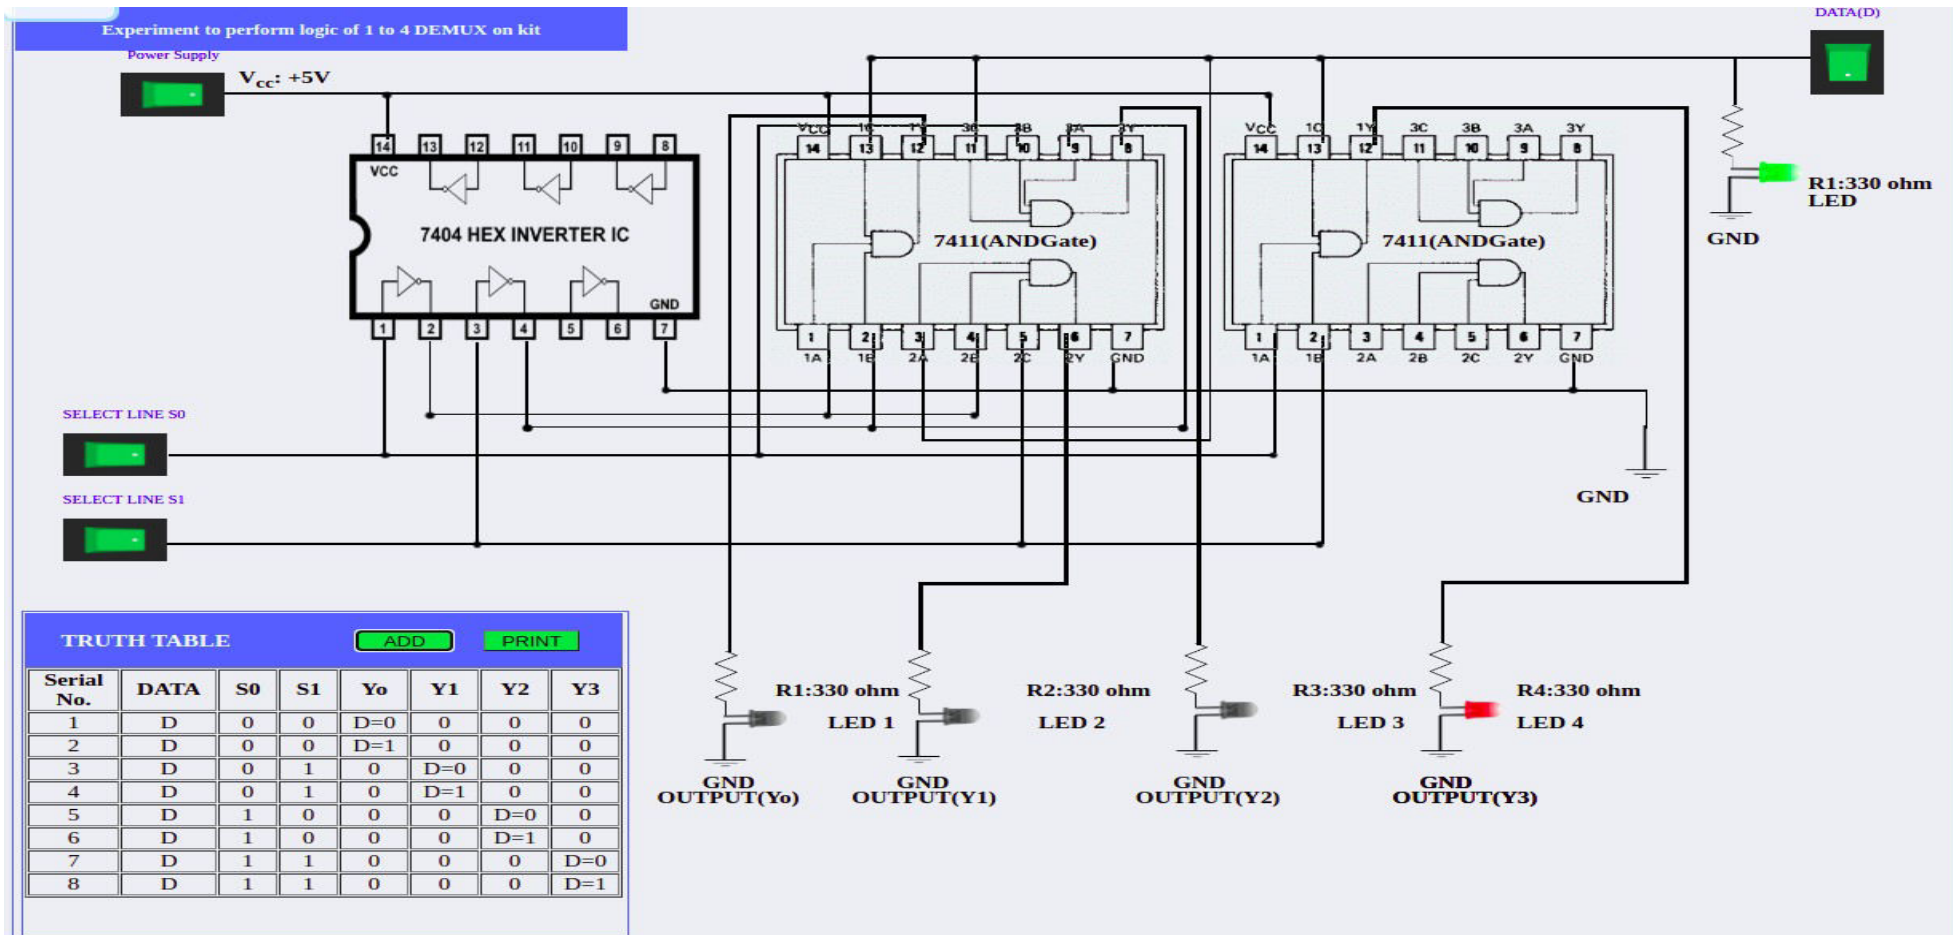 Experiment to perform logic of 1 to 4 DEMUX on kit
DATA(D)
Power Supply
Vcc: +5V
14 13 12 11 10 9 8
VCC
7404 HEX INVERTER IC
GND
1 2 3 4 5 6 7
VCC 1C 1Y 3C 3B 3A 3Y
14 13 12 11 10 9 8
7411(ANDGate)
1 2 3 4 5 6 7
1A 1B 2A 2B 2C 2Y GND
VCC 1C 1Y 3C 3B 3A 3Y
14 13 12 11 10 9 8
7411(ANDGate)
1 2 3 4 5 6 7
1A 1B 2A 2B 2C 2Y GND
R1:330 ohm
LED
GND
SELECT LINE S0
SELECT LINE S1
GND
TRUTH TABLE ADD PRINT
Serial No. DATA S0 S1 Yo Y1 Y2 Y3
1 D 0 0 D=0 0 0 0
2 D 0 0 D=1 0 0 0
3 D 0 1 0 D=0 0 0
4 D 0 1 0 D=1 0 0
5 D 1 0 0 0 D=0 0
6 D 1 0 0 0 D=1 0
7 D 1 1 0 0 0 D=0
8 D 1 1 0 0 0 D=1
R1:330 ohm R2:330 ohm R3:330 ohm R4:330 ohm
LED 1 LED 2 LED 3 LED 4
GND GND GND GND
OUTPUT(Yo) OUTPUT(Y1) OUTPUT(Y2) OUTPUT(Y3)